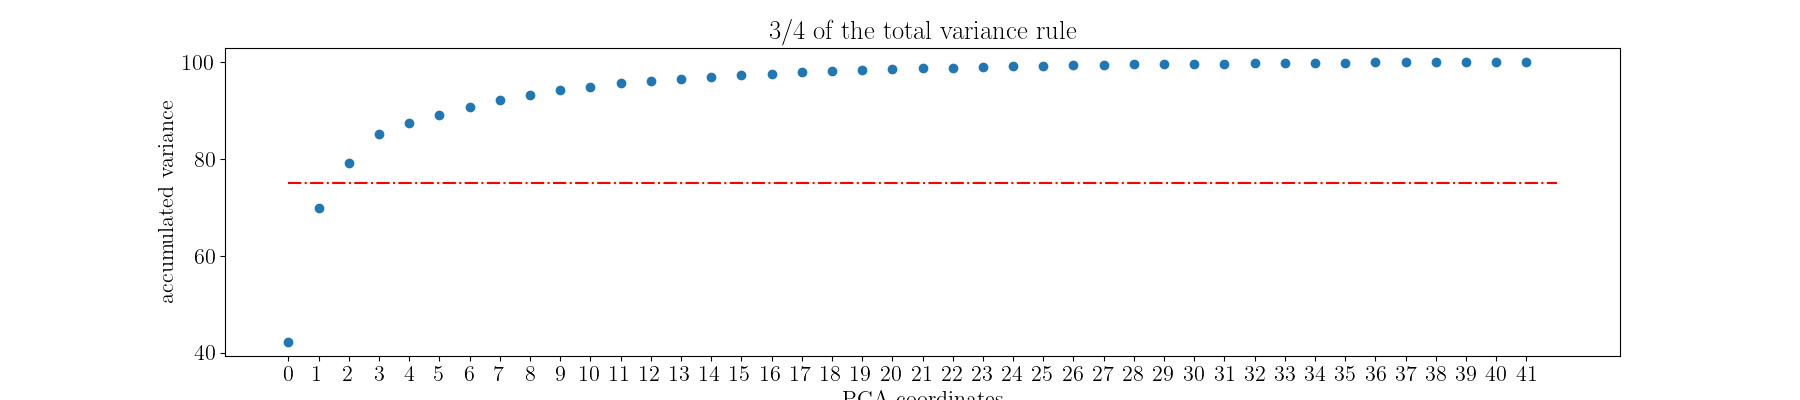 3/4 of the total variance rule
100
80
60
40
accumulated variance
0 1 2 3 4 5 6 7 8 9 10 11 12 13 14 15 16 17 18 19 20 21 22 23 24 25 26 27 28 29 30 31 32 33 34 35 36 37 38 39 40 41
PCA coordinates